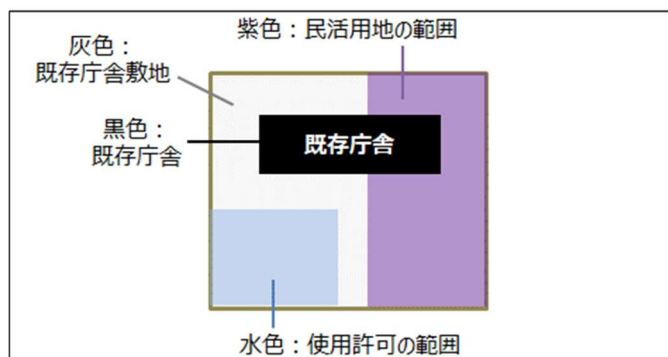 紫色：民活用地の範囲
灰色：
既存庁舎敷地
黒色：
既存庁舎
既存庁舎
水色：使用許可の範囲